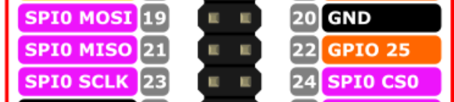 SPI0 MOSI 19 20 GND
SPI0 MISO 21 22 GPIO 25
SPI0 SCLK 23 24 SPI0 CS0